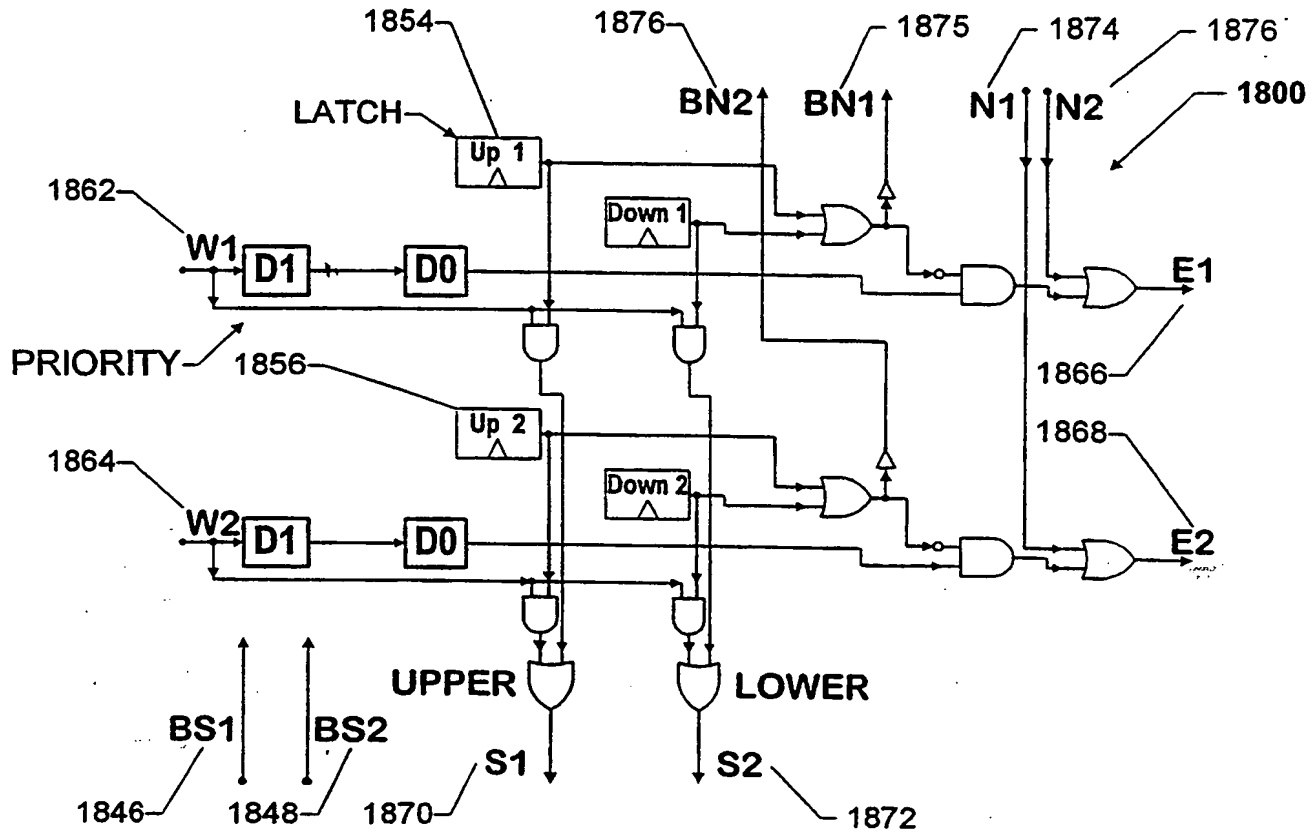 1854
1876
1875
1874
1876
BN2
BN1
N1
N2
1800
LATCH
Up 1
1862
Down 1
W1
D1
D0
E1
PRIORITY
1856
1866
Up 2
1868
1864
Down 2
W2
D1
D0
E2
UPPER
LOWER
BS1
BS2
S1
S2
1846
1848
1870
1872